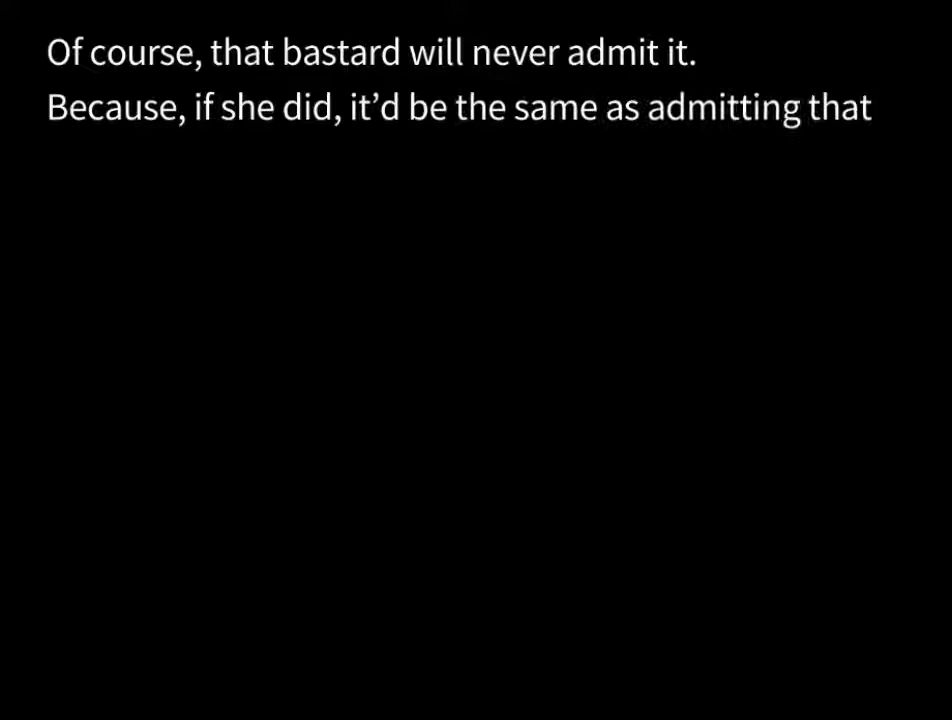 Of course, that bastard will never admit it.
Because, if she did, it’d be the same as admitting that